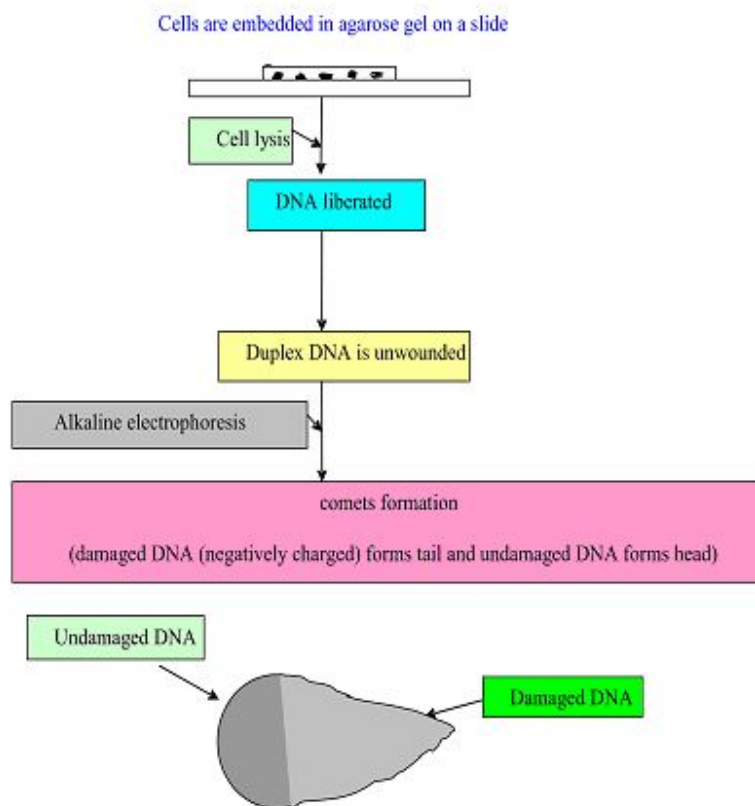 Cells are embedded in agarose gel on a slide
Cell lysis
DNA liberated
Duplex DNA is unwounded
Alkaline electrophoresis
comets formation
(damaged DNA (negatively charged) forms tail and undamaged DNA forms head)
Undamaged DNA
Damaged DNA